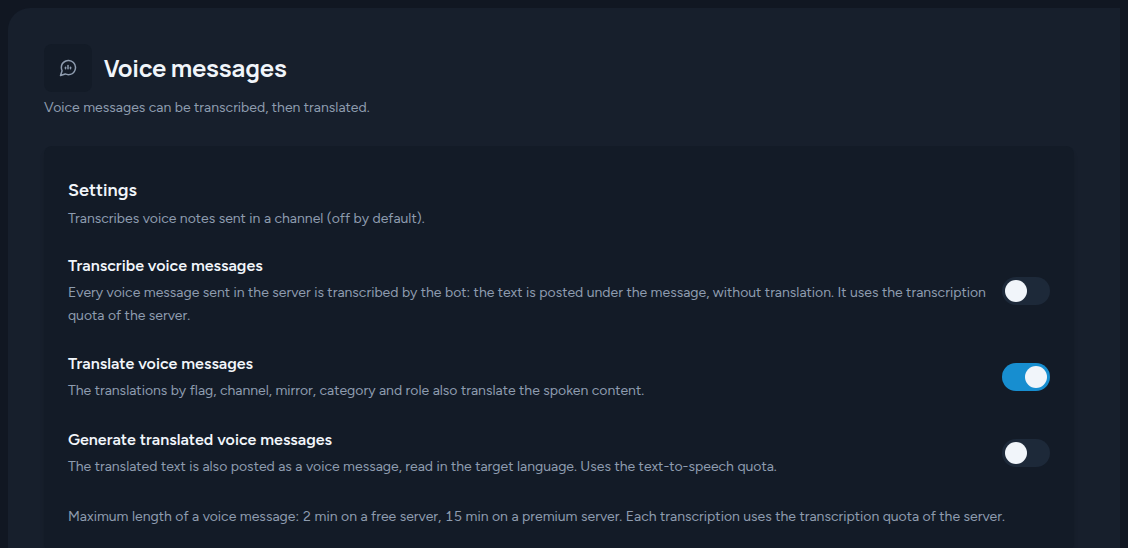 Voice messages
Voice messages can be transcribed, then translated.
Settings
Transcribes voice notes sent in a channel (off by default).
Transcribe voice messages
Every voice message sent in the server is transcribed by the bot: the text is posted under the message, without translation. It uses the transcription
quota of the server.
Translate voice messages
The translations by flag, channel, mirror, category and role also translate the spoken content.
Generate translated voice messages
The translated text is also posted as a voice message, read in the target language. Uses the text-to-speech quota.
Maximum length of a voice message: 2 min on a free server, 15 min on a premium server. Each transcription uses the transcription quota of the server.